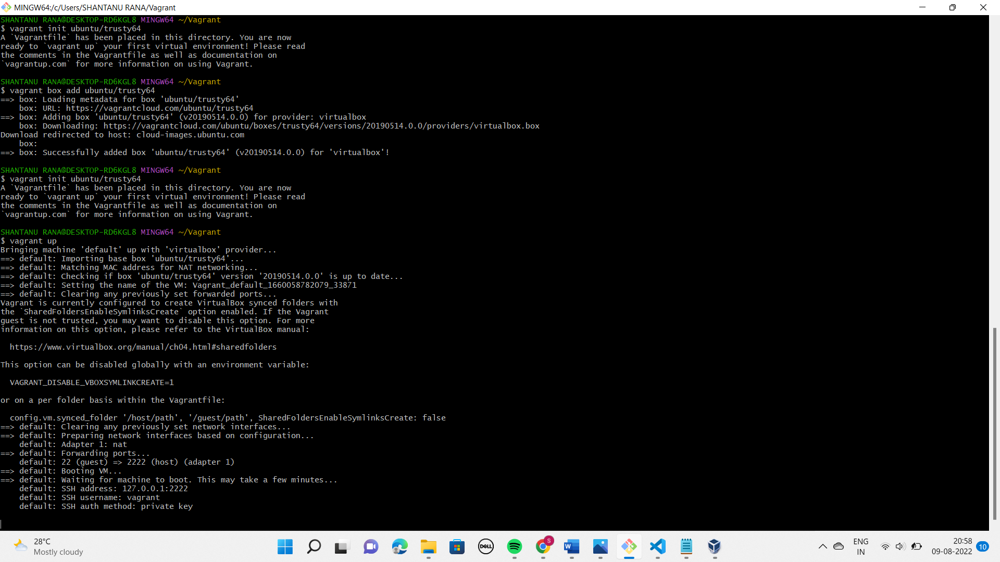 MINGW64:/c/Users/SHANTANU RANA/Vagrant
SHANTANU RANA@DESKTOP-RD6KGL8 MINGW64 ~/Vagrant
$ vagrant init ubuntu/trusty64
A `Vagrantfile` has been placed in this directory. You are now
ready to `vagrant up` your first virtual environment! Please read
the comments in the Vagrantfile as well as documentation on
`vagrantup.com` for more information on using Vagrant.
SHANTANU RANA@DESKTOP-RD6KGL8 MINGW64 ~/Vagrant
$ vagrant box add ubuntu/trusty64
==> box: Loading metadata for box 'ubuntu/trusty64'
    box: URL: https://vagrantcloud.com/ubuntu/trusty64
==> box: Adding box 'ubuntu/trusty64' (v20190514.0.0) for provider: virtualbox
    box: Downloading: https://vagrantcloud.com/ubuntu/boxes/trusty64/versions/20190514.0.0/providers/virtualbox.box
Download redirected to host: cloud-images.ubuntu.com
    box:
==> box: Successfully added box 'ubuntu/trusty64' (v20190514.0.0) for 'virtualbox'!
SHANTANU RANA@DESKTOP-RD6KGL8 MINGW64 ~/Vagrant
$ vagrant init ubuntu/trusty64
A `Vagrantfile` has been placed in this directory. You are now
ready to `vagrant up` your first virtual environment! Please read
the comments in the Vagrantfile as well as documentation on
`vagrantup.com` for more information on using Vagrant.
SHANTANU RANA@DESKTOP-RD6KGL8 MINGW64 ~/Vagrant
$ vagrant up
Bringing machine 'default' up with 'virtualbox' provider...
==> default: Importing base box 'ubuntu/trusty64'...
==> default: Matching MAC address for NAT networking...
==> default: Checking if box 'ubuntu/trusty64' version '20190514.0.0' is up to date...
==> default: Setting the name of the VM: Vagrant_default_1660058782079_33871
==> default: Clearing any previously set forwarded ports...
Vagrant is currently configured to create VirtualBox synced folders with
the `SharedFoldersEnableSymlinksCreate` option enabled. If the Vagrant
guest is not trusted, you may want to disable this option. For more
information on this option, please refer to the VirtualBox manual:
  https://www.virtualbox.org/manual/ch04.html#sharedfolders
This option can be disabled globally with an environment variable:
  VAGRANT_DISABLE_VBOXSYMLINKCREATE=1
or on a per folder basis within the Vagrantfile:
  config.vm.synced_folder '/host/path', '/guest/path', SharedFoldersEnableSymlinksCreate: false
==> default: Clearing any previously set network interfaces...
==> default: Preparing network interfaces based on configuration...
    default: Adapter 1: nat
==> default: Forwarding ports...
    default: 22 (guest) => 2222 (host) (adapter 1)
==> default: Booting VM...
==> default: Waiting for machine to boot. This may take a few minutes...
    default: SSH address: 127.0.0.1:2222
    default: SSH username: vagrant
    default: SSH auth method: private key
28°C
Mostly cloudy
DELL
S
W
ENG
IN
20:58
09-08-2022
10